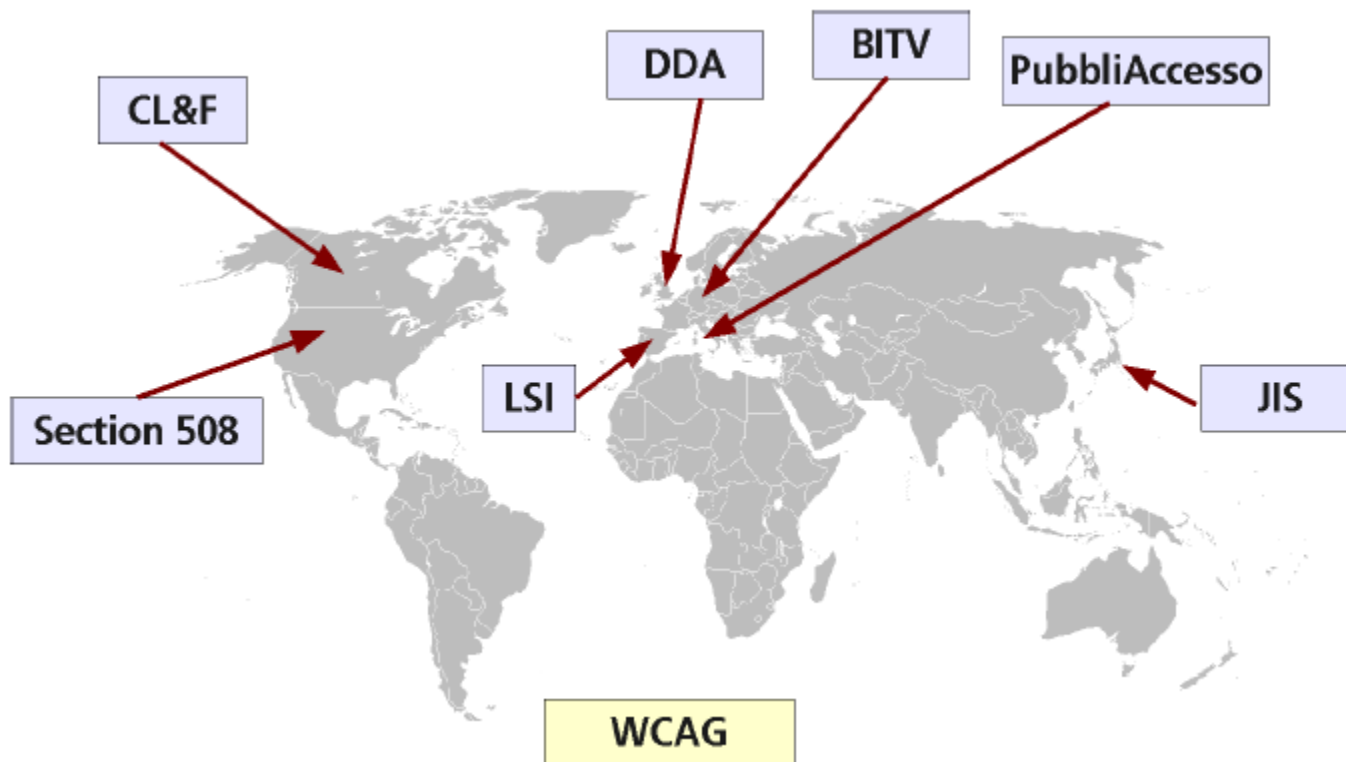 BITV
DDA
PubbliAccesso
CL&F
LSI
JIS
Section 508
WCAG